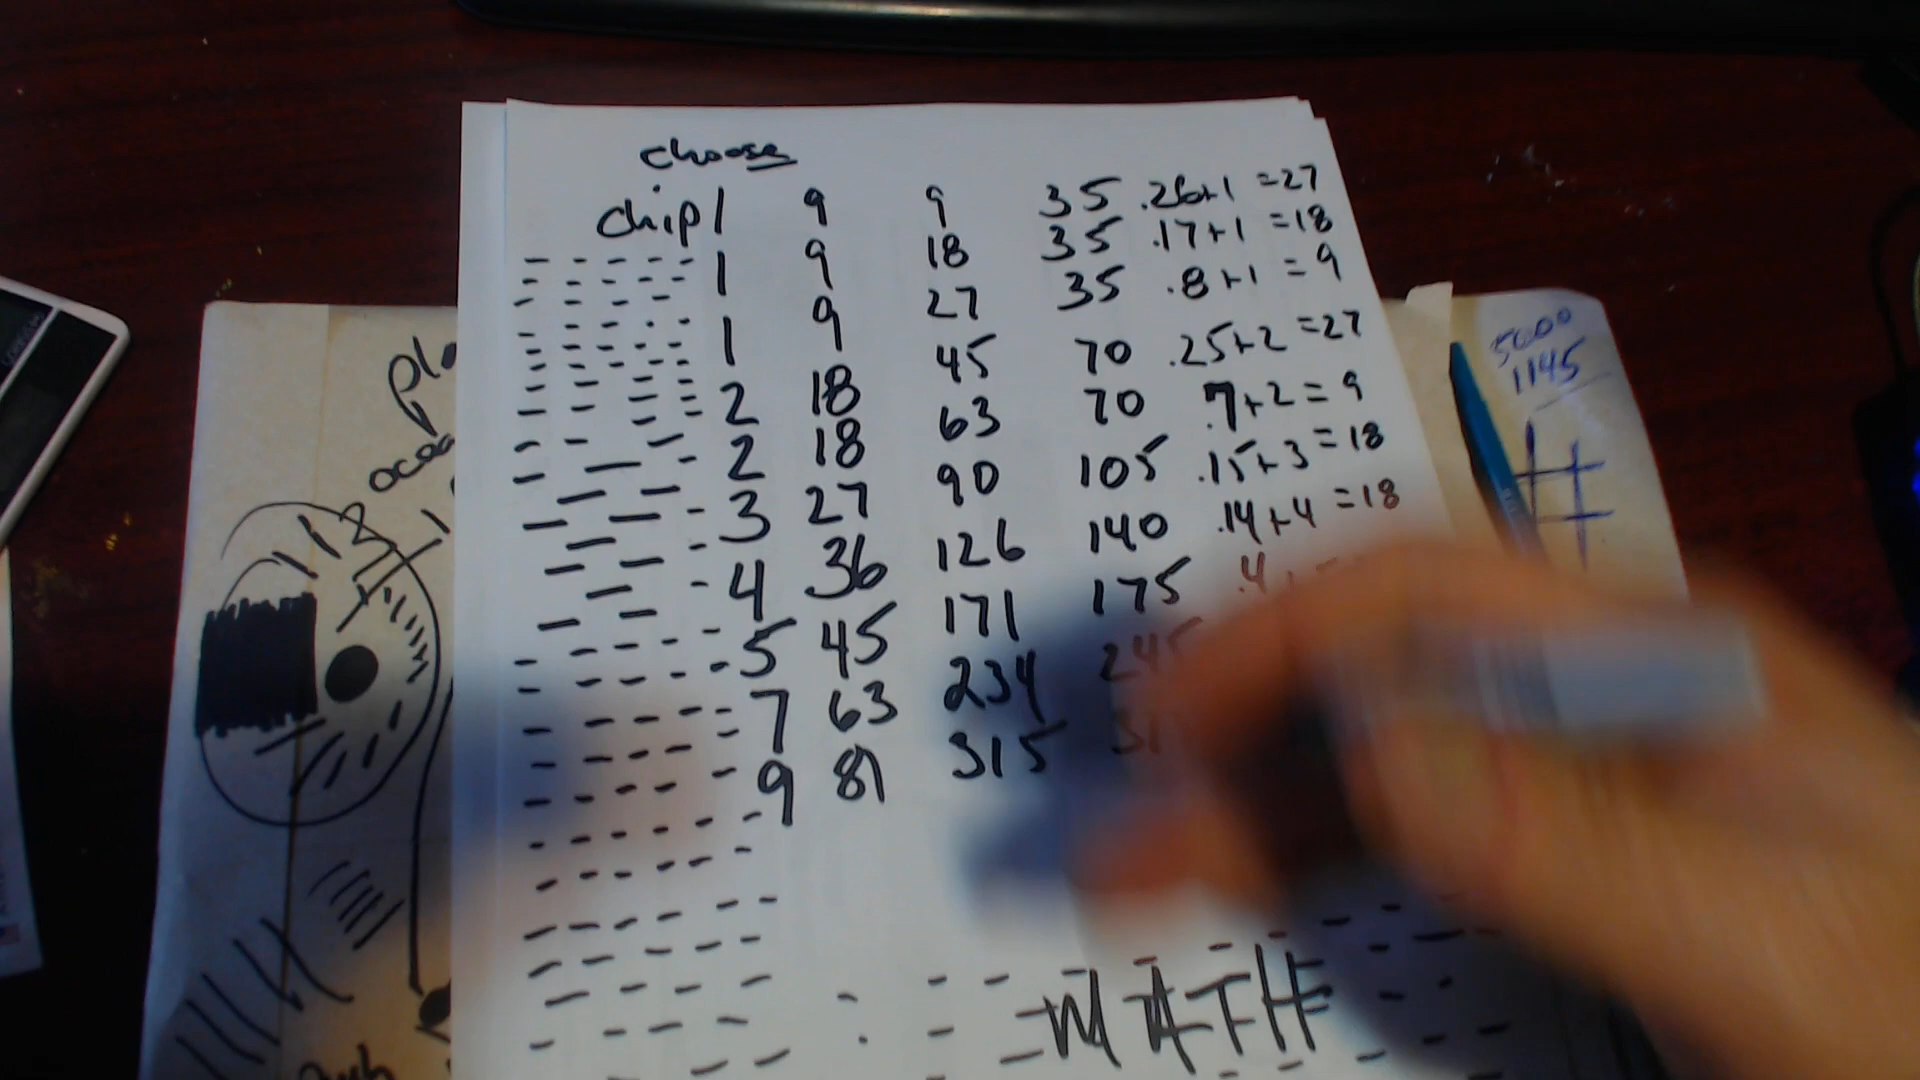 choose
chip 1 9 9 35 .26+1 =27
1 9 18 35 .17+1 =18
1 9 27 35 .8+1 =9
2 18 45 70 .25+2 =27
2 18 63 70 .7+2 =9
3 27 90 105 .15+3 =18
4 36 126 140 .14+4 =18
5 45 171 175 .4
7 63 234 245
9 81 315
MATH
5000
1145